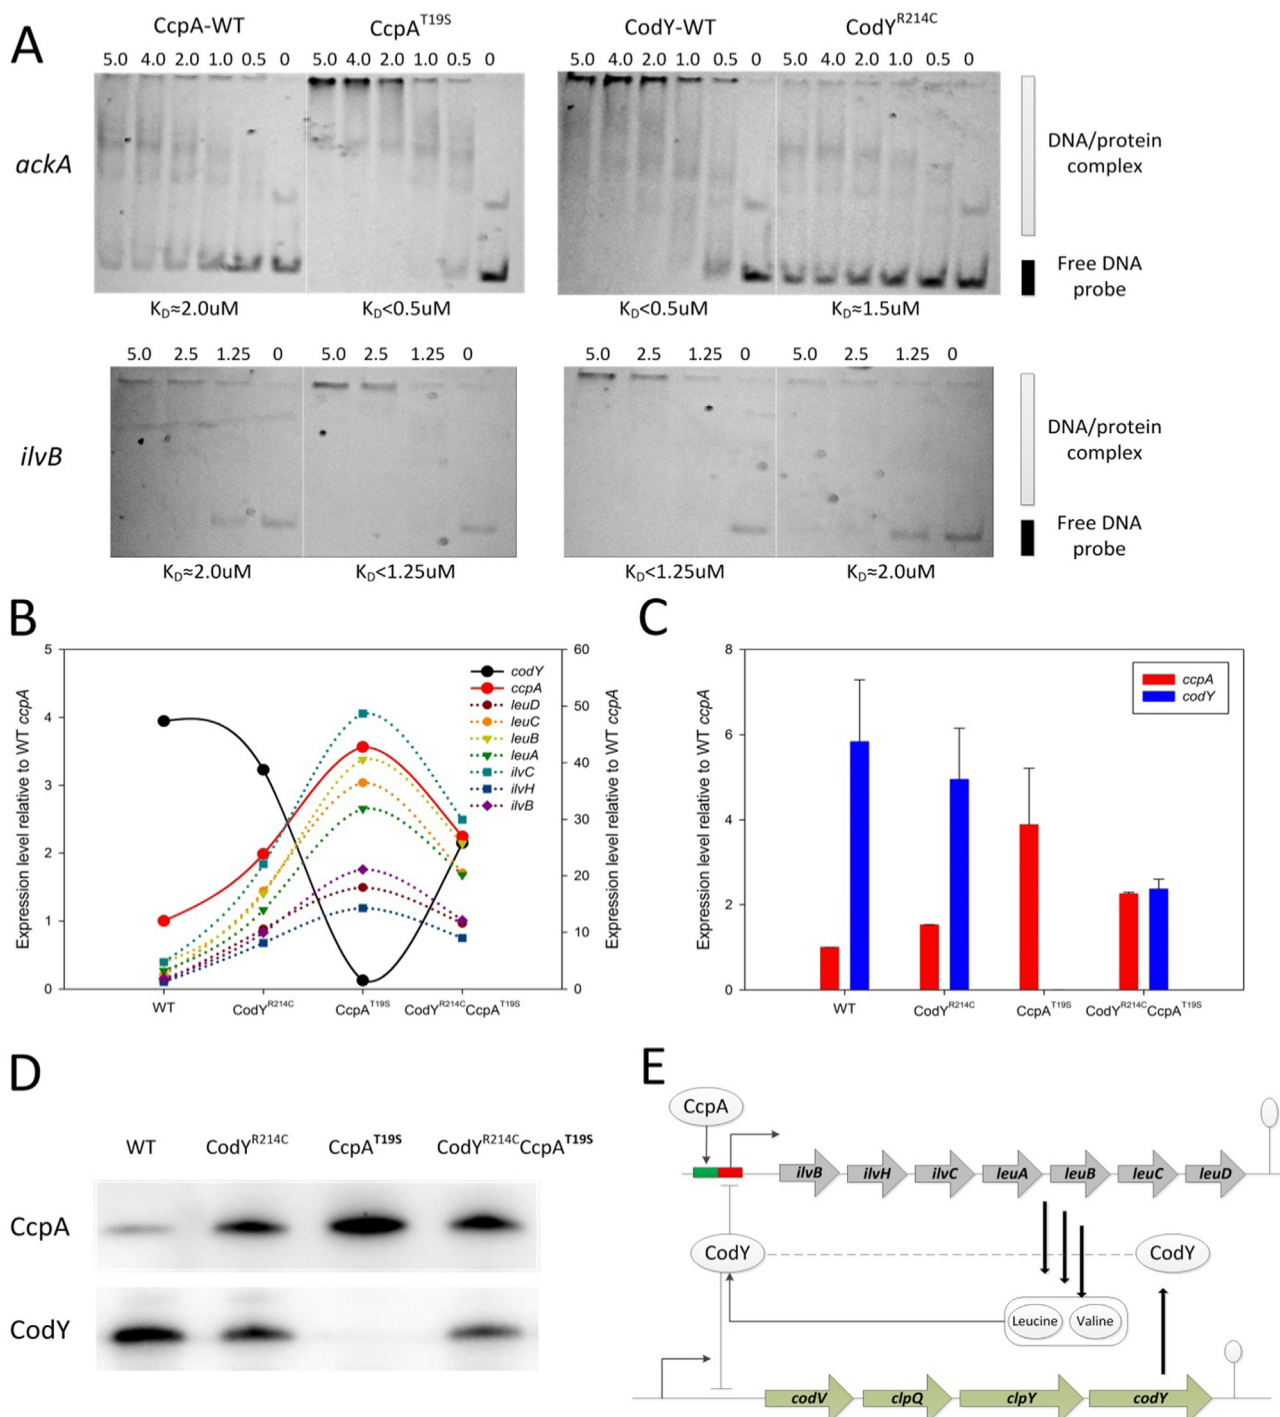 A
CcpA-WT CcpA^T19S CodY-WT CodY^R214C
5.0 4.0 2.0 1.0 0.5 0 5.0 4.0 2.0 1.0 0.5 0 5.0 4.0 2.0 1.0 0.5 0 5.0 4.0 2.0 1.0 0.5 0
ackA
DNA/protein
complex
Free DNA
probe
K_D≈2.0uM K_D<0.5uM K_D<0.5uM K_D≈1.5uM
5.0 2.5 1.25 0 5.0 2.5 1.25 0 5.0 2.5 1.25 0 5.0 2.5 1.25 0
ilvB
DNA/protein
complex
Free DNA
probe
K_D≈2.0uM K_D<1.25uM K_D<1.25uM K_D≈2.0uM
B
Expression level relative to WT ccpA
5
4
3
2
1
0
60
50
40
30
20
10
0
Expression level relative to WT ccpA
codY
ccpA
leuD
leuC
leuB
leuA
ilvC
ilvH
ilvB
WT CodY^R214C CcpA^T19S CodY^R214C CcpA^T19S
C
Expression level relative to WT ccpA
8
6
4
2
0
ccpA
codY
WT CodY^R214C CcpA^T19S CodY^R214C CcpA^T19S
D
WT CodY^R214C CcpA^T19S CodY^R214C CcpA^T19S
CcpA
CodY
E
CcpA
ilvB ilvH ilvC leuA leuB leuC leuD
CodY CodY
Leucine Valine
codV clpQ clpY codY